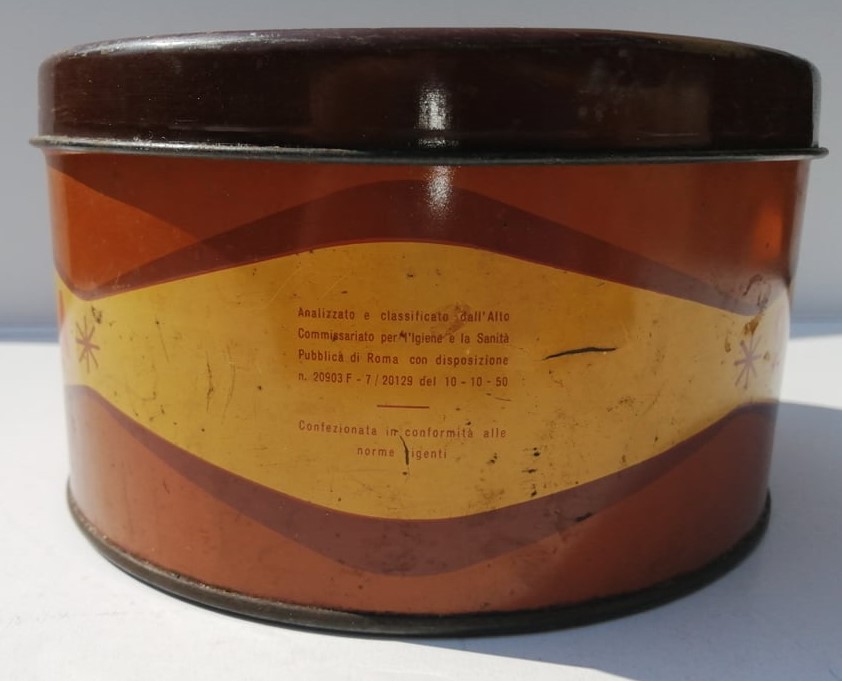 Analizzato e classificato dall'Alto
Commissariato per l'Igiene e la Sanità
Pubblica di Roma con disposizione
n. 20903 F - 7 / 20129 del 10 - 10 - 50
Confezionata in conformità alle
norme vigenti